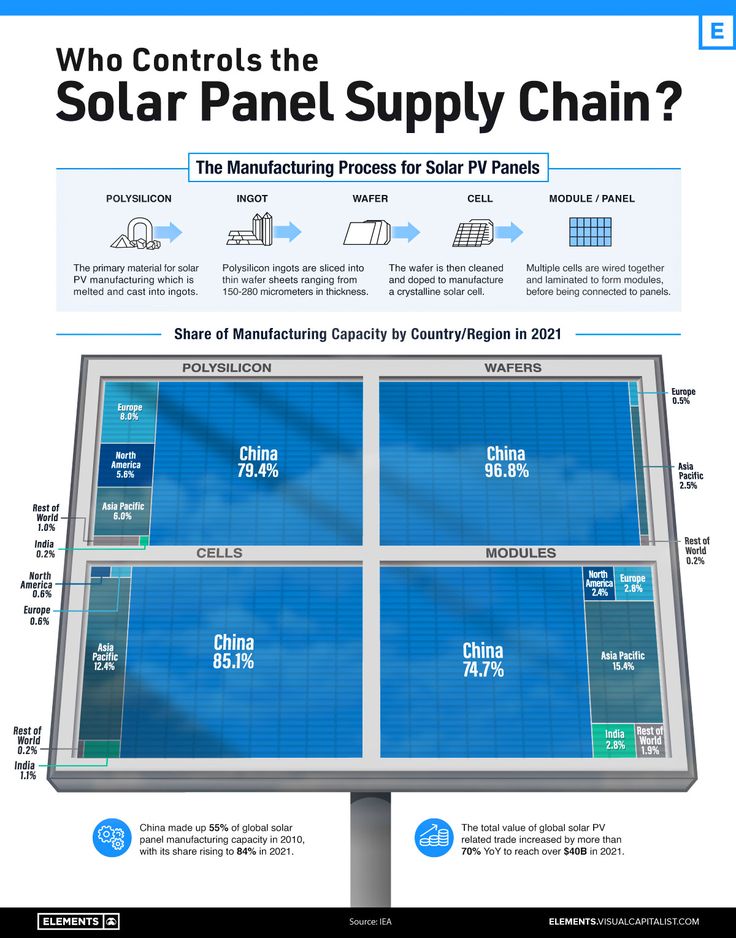 E
Who Controls the
Solar Panel Supply Chain?
The Manufacturing Process for Solar PV Panels
POLYSILICON
The primary material for solar
PV manufacturing which is
melted and cast into ingots.
INGOT
Polysilicon ingots are sliced into
thin wafer sheets ranging from
150-280 micrometers in thickness.
WAFER
The wafer is then cleaned
and doped to manufacture
a crystalline solar cell.
CELL
MODULE / PANEL
Multiple cells are wired together
and laminated to form modules,
before being connected to panels.
Share of Manufacturing Capacity by Country/Region in 2021
POLYSILICON
Europe
8.0%
North
America
5.6%
Asia Pacific
6.0%
Rest of
World
1.0%
India
0.2%
China
79.4%
WAFERS
China
96.8%
Europe
0.5%
Asia
Pacific
2.5%
Rest of
World
0.2%
CELLS
North
America
0.6%
Europe
0.6%
Asia
Pacific
12.4%
Rest of
World
0.2%
India
1.1%
China
85.1%
MODULES
China
74.7%
North
America
2.4%
Europe
2.8%
Asia Pacific
15.4%
India
2.8%
Rest of
World
1.9%
China made up 55% of global solar
panel manufacturing capacity in 2010,
with its share rising to 84% in 2021.
The total value of global solar PV
related trade increased by more than
70% YoY to reach over $40B in 2021.
ELEMENTS
Source: IEA
ELEMENTS.VISUALCAPITALIST.COM